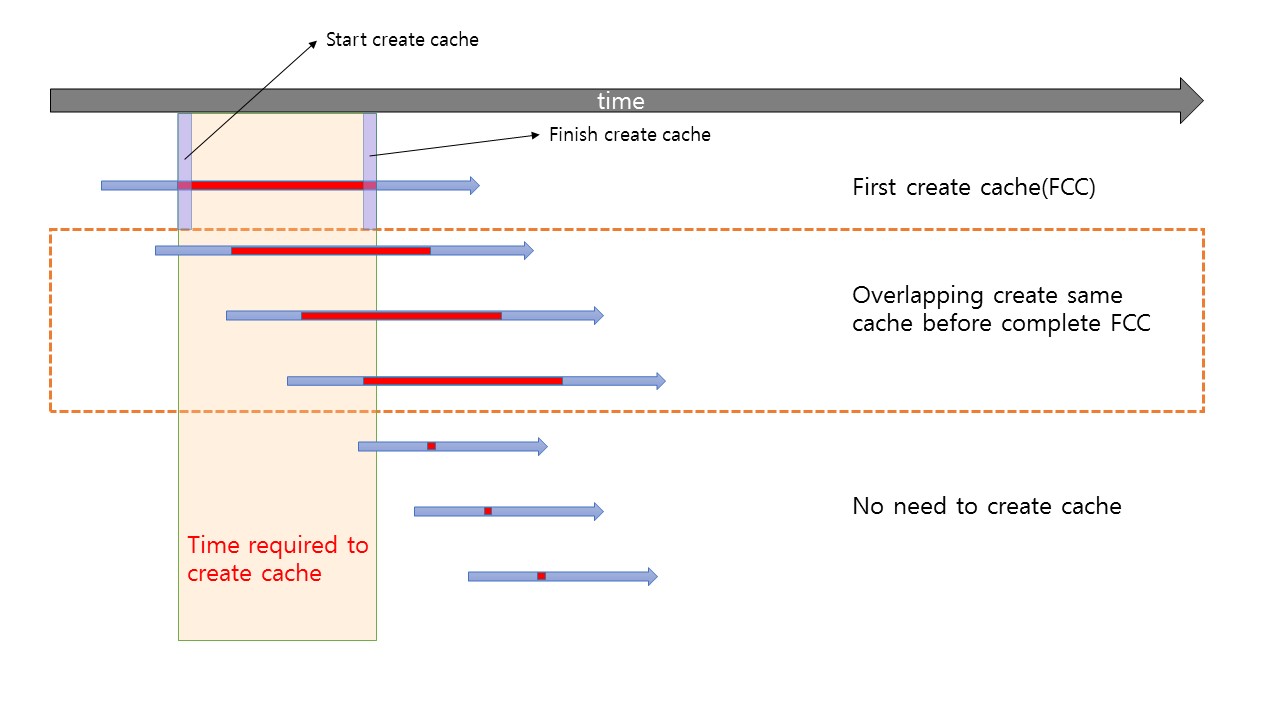 Start create cache
time
Finish create cache
First create cache(FCC)
Overlapping create same
cache before complete FCC
No need to create cache
Time required to
create cache